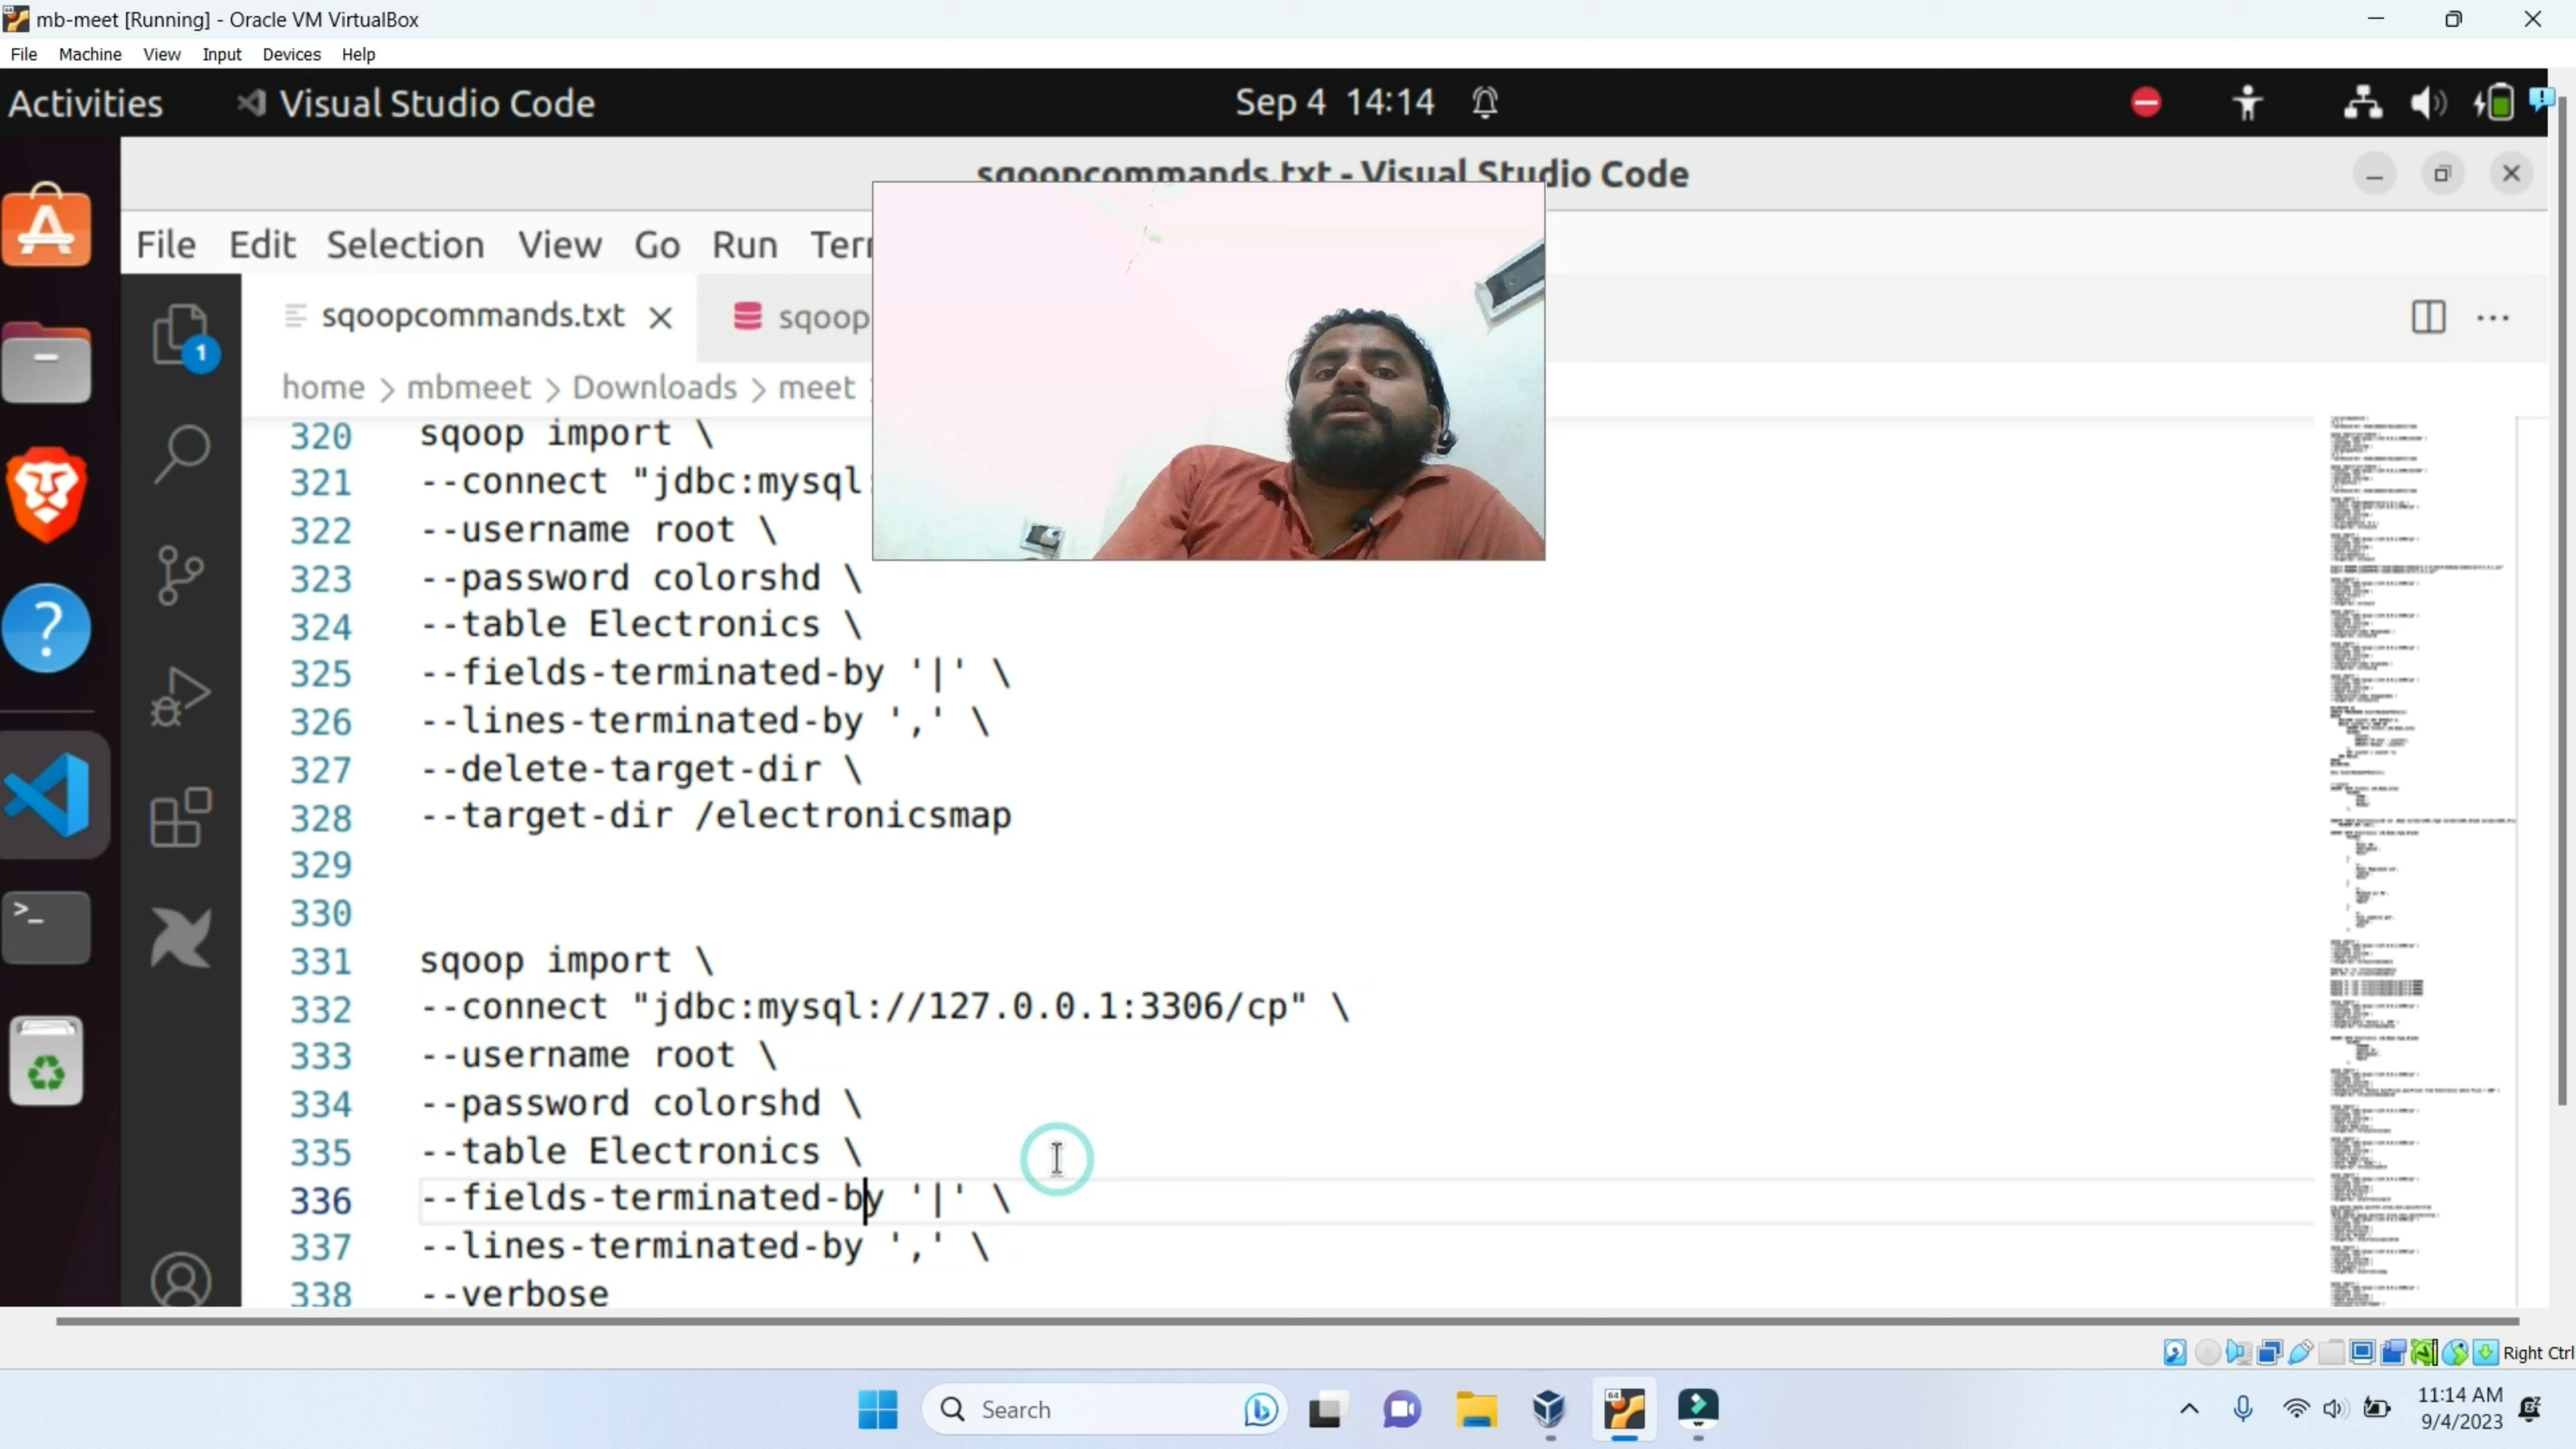 mb-meet [Running] - Oracle VM VirtualBox
File Machine View Input Devices Help
Activities Visual Studio Code Sep 4 14:14
sqoopcommands.txt - Visual Studio Code
File Edit Selection View Go Run
sqoopcommands.txt sqoop
1
home > mbmeet > Downloads > meet
320 sqoop import \
321 --connect "jdbc:mysql
322 --username root \
323 --password colorshd \
324 --table Electronics \
325 --fields-terminated-by '|' \
326 --lines-terminated-by ',' \
327 --delete-target-dir \
328 --target-dir /electronicsmap
329
330
331 sqoop import \
332 --connect "jdbc:mysql://127.0.0.1:3306/cp" \
333 --username root \
334 --password colorshd \
335 --table Electronics \
336 --fields-terminated-by '|' \
337 --lines-terminated-by ',' \
338 --verbose
Right Ctrl
Search
64
11:14 AM
9/4/2023